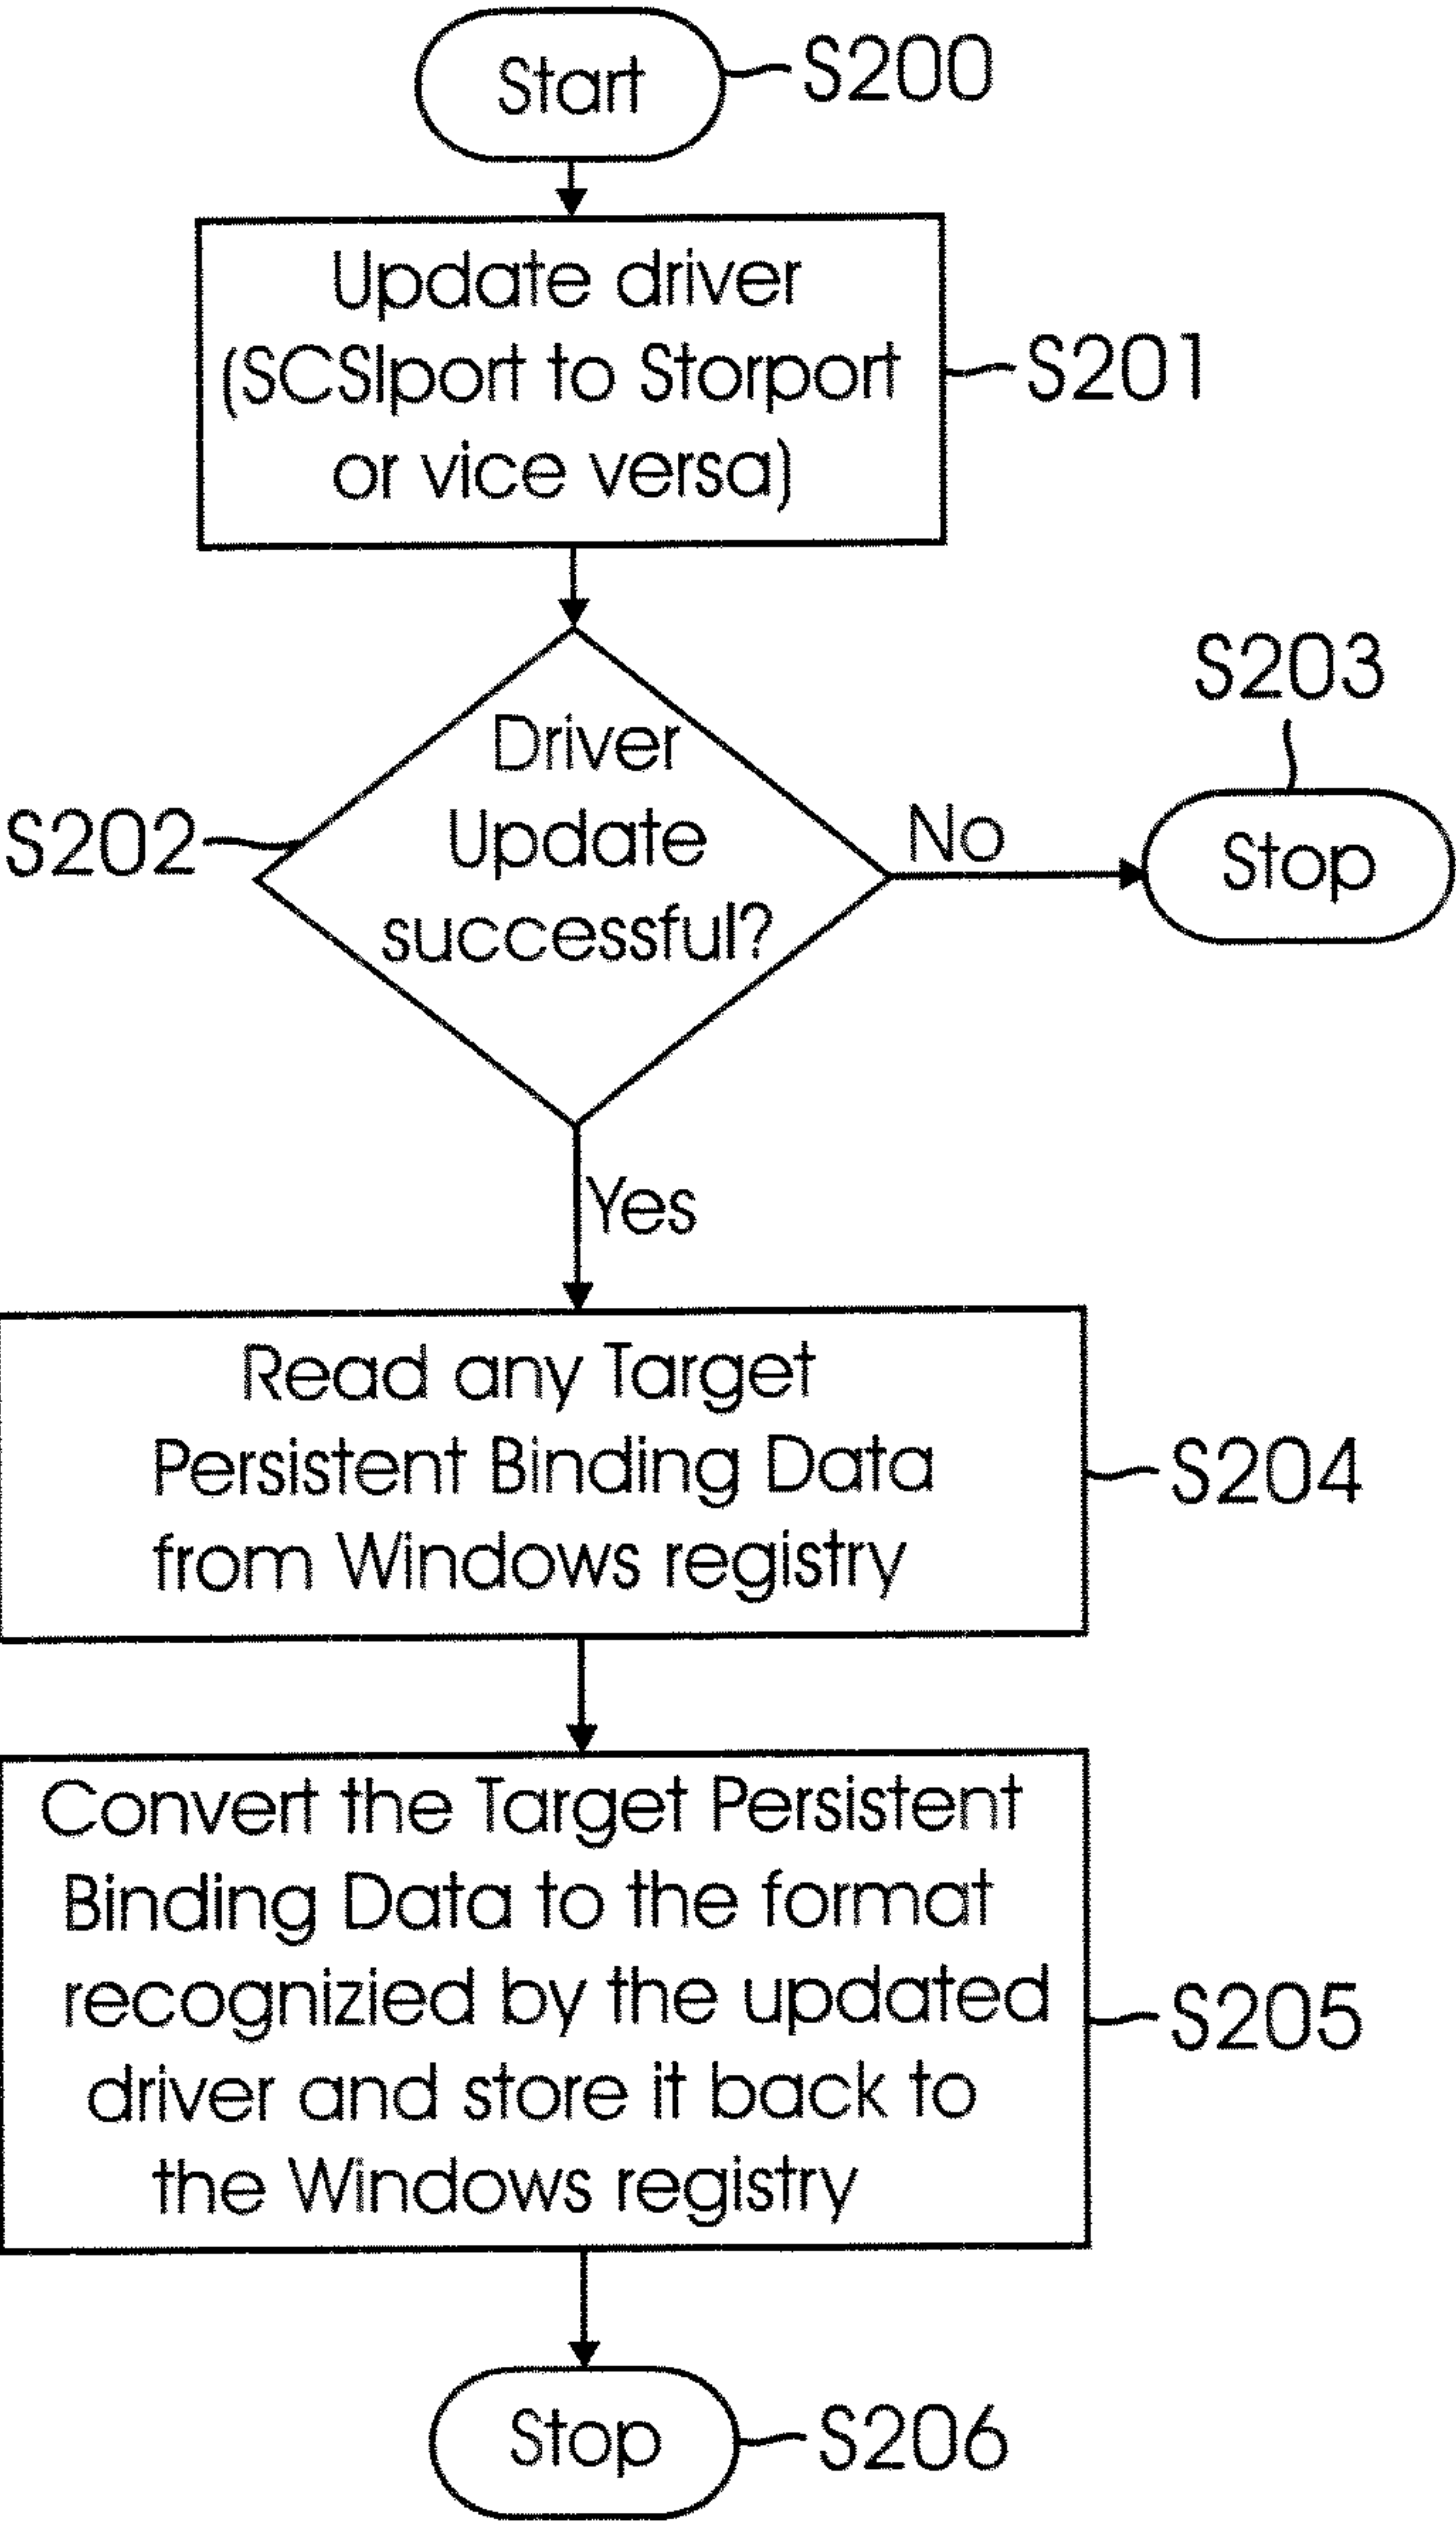 Start
S200
Update driver
(SCSIport to Storport
or vice versa)
S201
Driver
Update
successful?
S202
No
S203
Stop
Yes
Read any Target
Persistent Binding Data
from Windows registry
S204
Convert the Target Persistent
Binding Data to the format
recognizied by the updated
driver and store it back to
the Windows registry
S205
Stop
S206